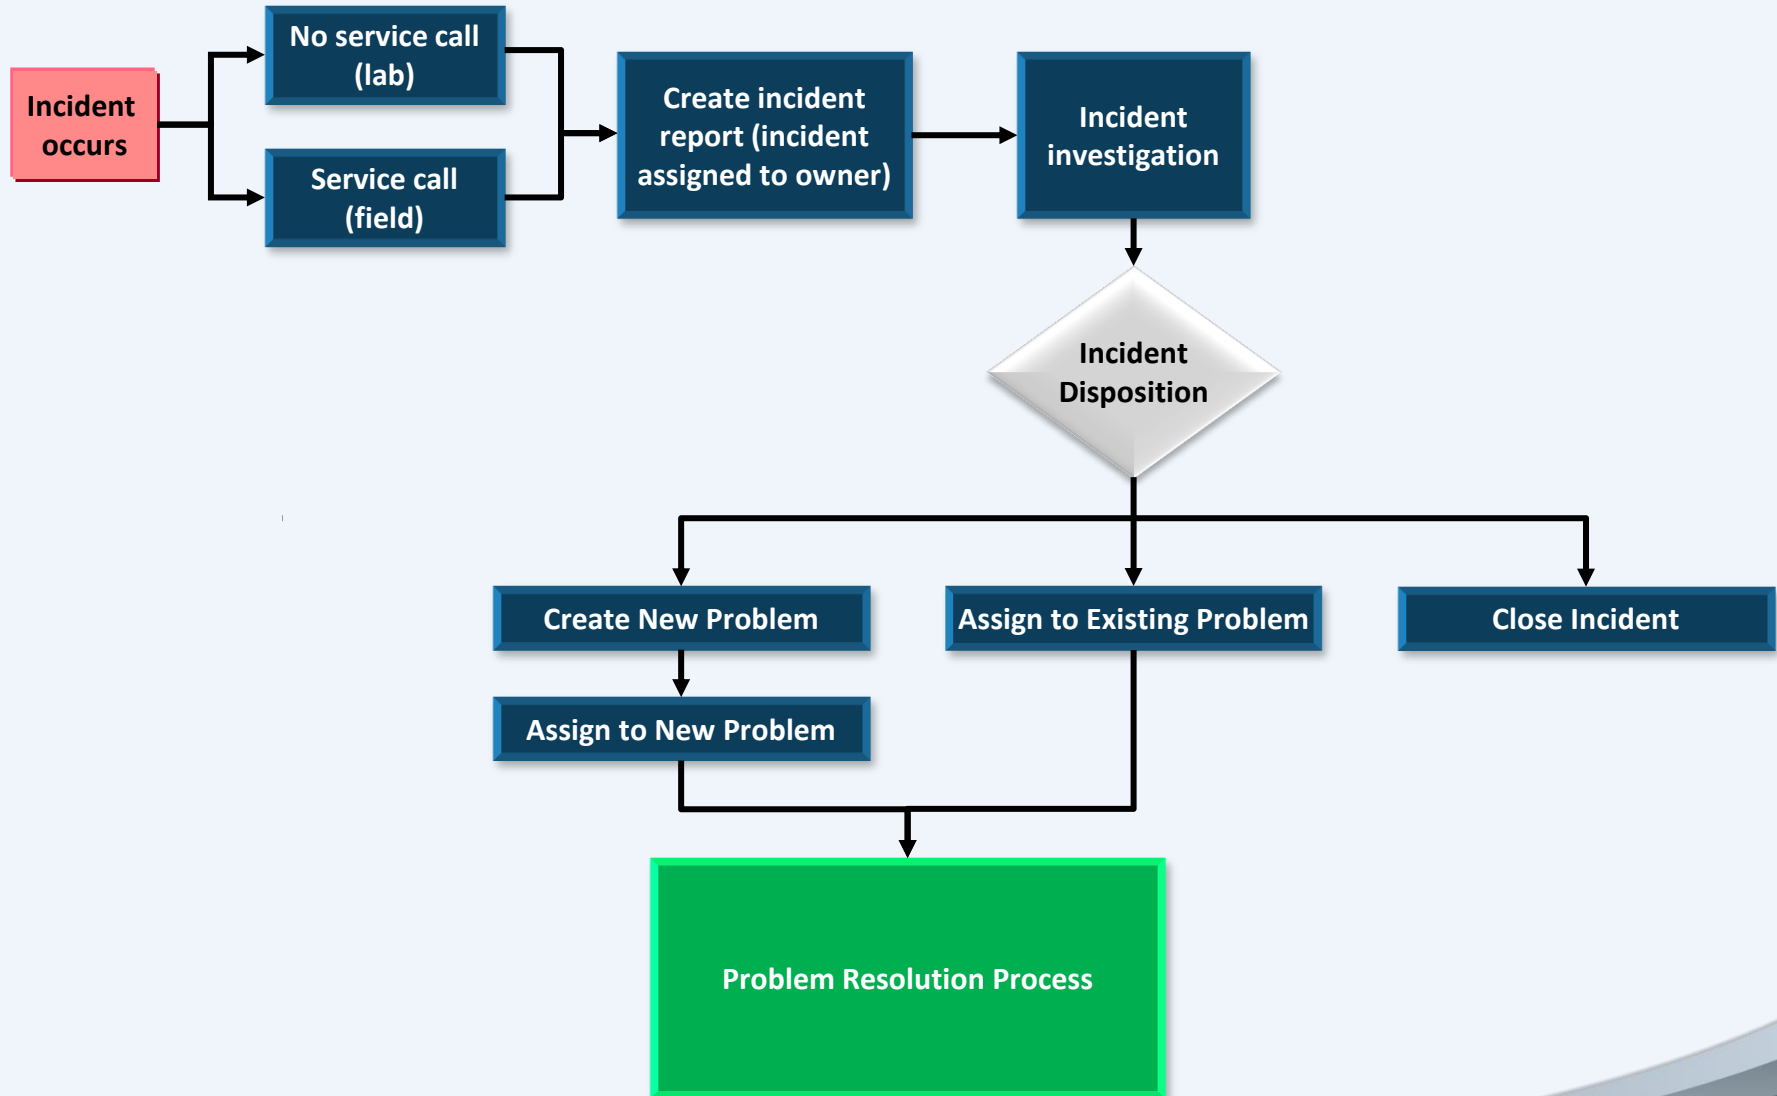 Incident
occurs
No service call
(lab)
Service call
(field)
Create incident
report (incident
assigned to owner)
Incident
investigation
Incident
Disposition
Create New Problem
Assign to Existing Problem
Close Incident
Assign to New Problem
Problem Resolution Process